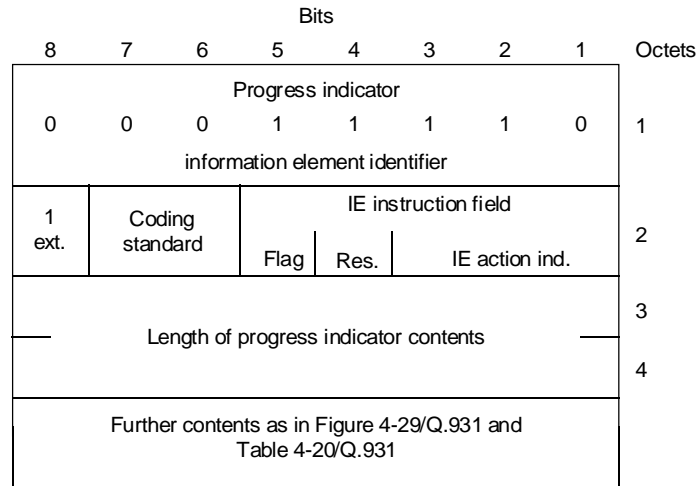 Bits
8 7 6 5 4 3 2 1 Octets
Progress indicator
0 0 0 1 1 1 1 0 1
information element identifier
1 Coding IE instruction field
ext. standard 2
Flag Res. IE action ind.
3
Length of progress indicator contents
4
Further contents as in Figure 4-29/Q.931 and
Table 4-20/Q.931